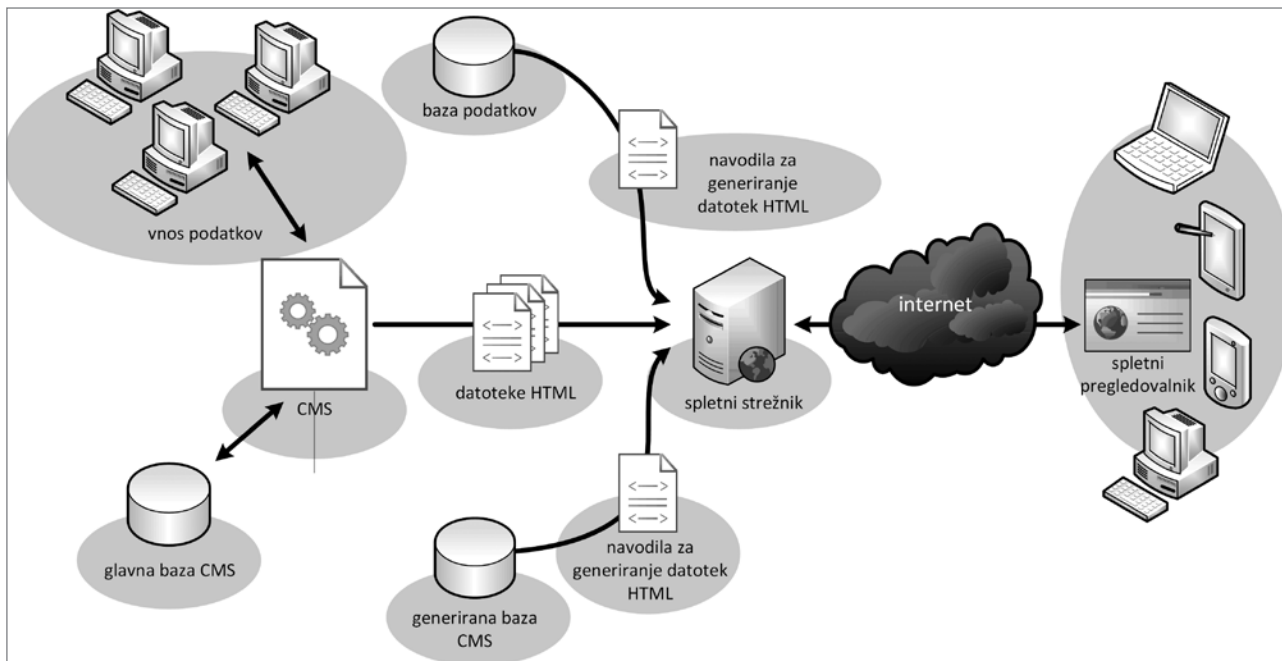 baza podatkov
vnos podatkov
navodila za
generiranje
datotek HTML
<-->
<-->
internet
CMS
<-->
<-->
datoteke HTML
spletni strežnik
spletni
pregledovalnik
glavna baza CMS
<-->
<-->
navodila za
generiranje datotek
HTML
generirana baza
CMS